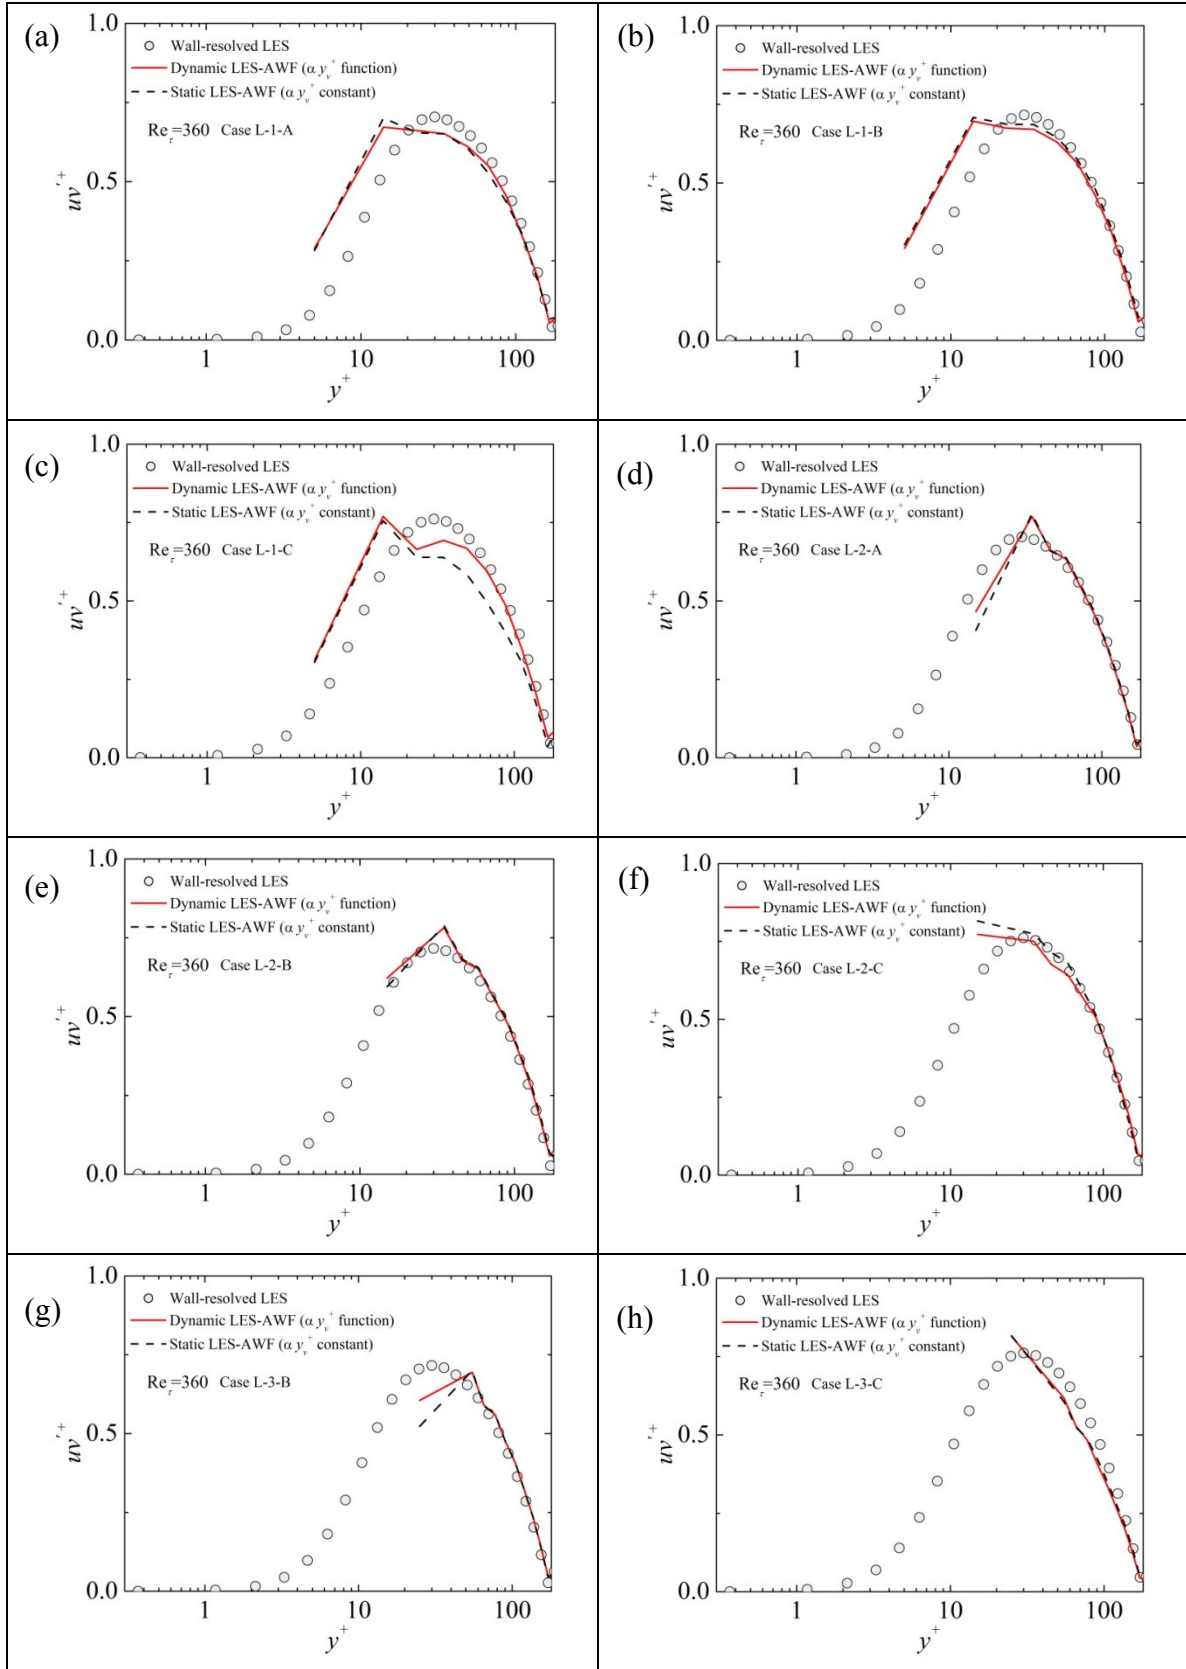 (a)
1.0
Wall-resolved LES
Dynamic LES-AWF (α y_v^+ function)
Static LES-AWF (α y_v^+ constant)
Re_τ=360 Case L-1-A
0.5
uv'^+
0.0
1 10 100
y^+
(b)
1.0
Wall-resolved LES
Dynamic LES-AWF (α y_v^+ function)
Static LES-AWF (α y_v^+ constant)
Re_τ=360 Case L-1-B
0.5
uv'^+
0.0
1 10 100
y^+
(c)
1.0
Wall-resolved LES
Dynamic LES-AWF (α y_v^+ function)
Static LES-AWF (α y_v^+ constant)
Re_τ=360 Case L-1-C
0.5
uv'^+
0.0
1 10 100
y^+
(d)
1.0
Wall-resolved LES
Dynamic LES-AWF (α y_v^+ function)
Static LES-AWF (α y_v^+ constant)
Re_τ=360 Case L-2-A
0.5
uv'^+
0.0
1 10 100
y^+
(e)
1.0
Wall-resolved LES
Dynamic LES-AWF (α y_v^+ function)
Static LES-AWF (α y_v^+ constant)
Re_τ=360 Case L-2-B
0.5
uv'^+
0.0
1 10 100
y^+
(f)
1.0
Wall-resolved LES
Dynamic LES-AWF (α y_v^+ function)
Static LES-AWF (α y_v^+ constant)
Re_τ=360 Case L-2-C
0.5
uv'^+
0.0
1 10 100
y^+
(g)
1.0
Wall-resolved LES
Dynamic LES-AWF (α y_v^+ function)
Static LES-AWF (α y_v^+ constant)
Re_τ=360 Case L-3-B
0.5
uv'^+
0.0
1 10 100
y^+
(h)
1.0
Wall-resolved LES
Dynamic LES-AWF (α y_v^+ function)
Static LES-AWF (α y_v^+ constant)
Re_τ=360 Case L-3-C
0.5
uv'^+
0.0
1 10 100
y^+